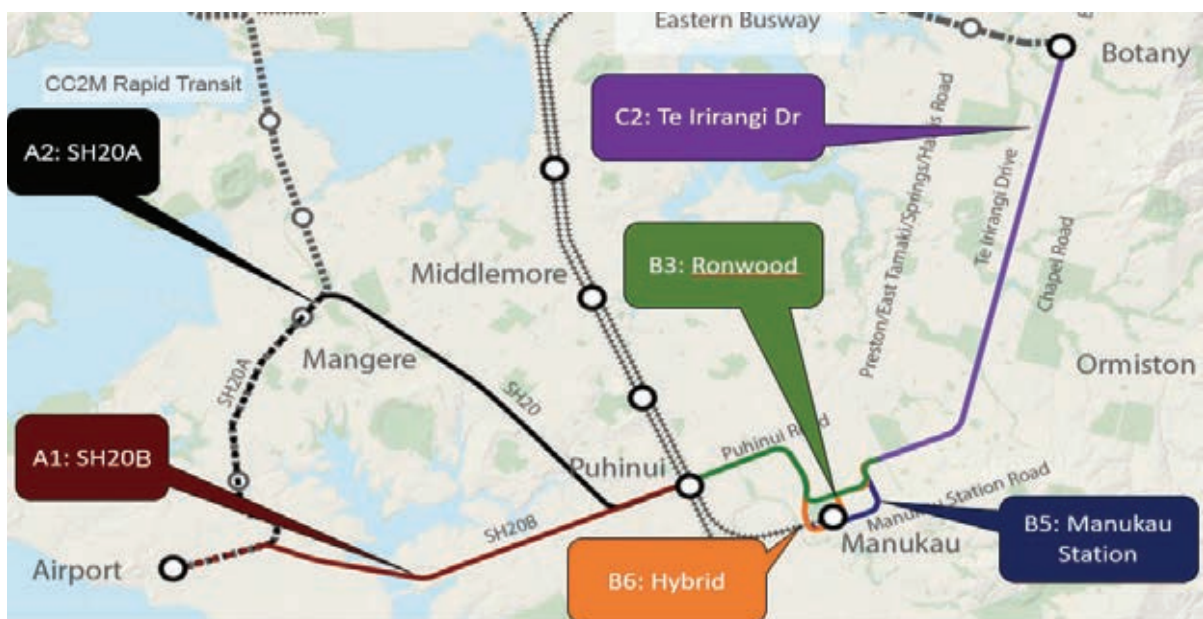 Eastern Busway
Botany
CC2M Rapid Transit
C2: Te Irirangi Dr
A2: SH20A
Preston/East Tamaki/Springs/Harris Road
Te Irirangi Drive
Chapel Road
Middlemore
B3: Ronwood
Mangere
SH20A
SH20
Ormiston
A1: SH20B
Puhinui
Puhinui Road
SH20B
Manukau Station Road
Manukau
B5: Manukau
Station
Airport
B6: Hybrid